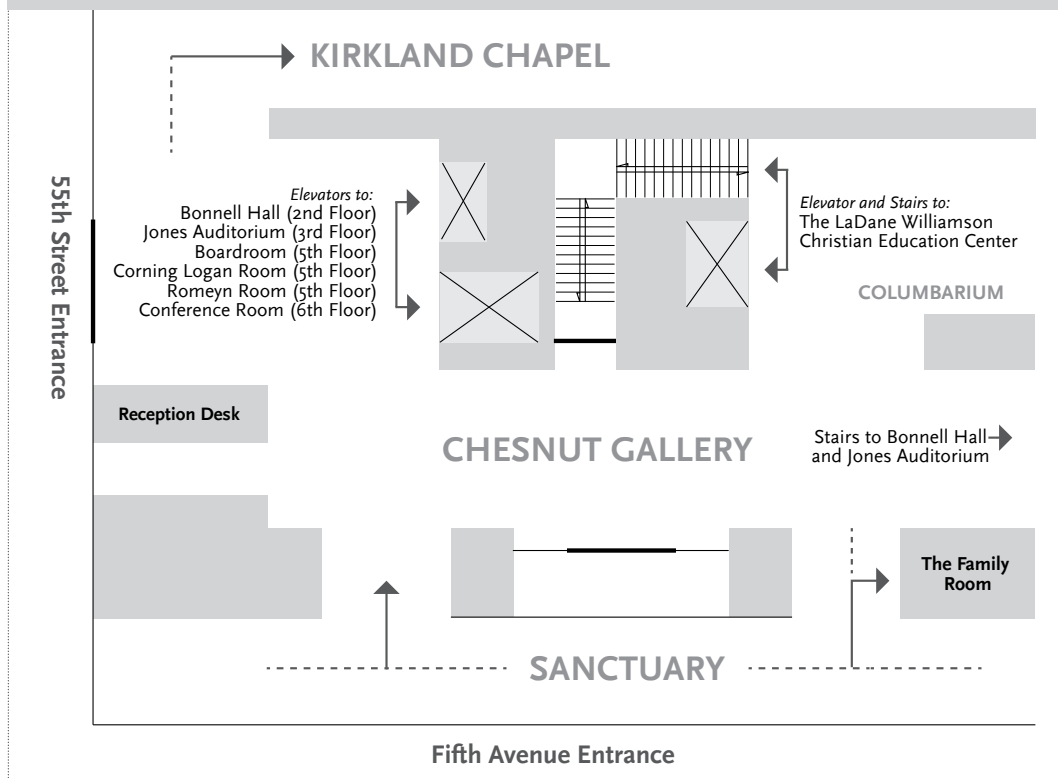 KIRKLAND CHAPEL
55th Street Entrance
Elevators to:
Bonnell Hall (2nd Floor)
Jones Auditorium (3rd Floor)
Boardroom (5th Floor)
Corning Logan Room (5th Floor)
Romeyn Room (5th Floor)
Conference Room (6th Floor)
Elevator and Stairs to:
The LaDane Williamson
Christian Education Center
COLUMBARIUM
Reception Desk
CHESNUT GALLERY
Stairs to Bonnell Hall
and Jones Auditorium
The Family
Room
SANCTUARY
Fifth Avenue Entrance